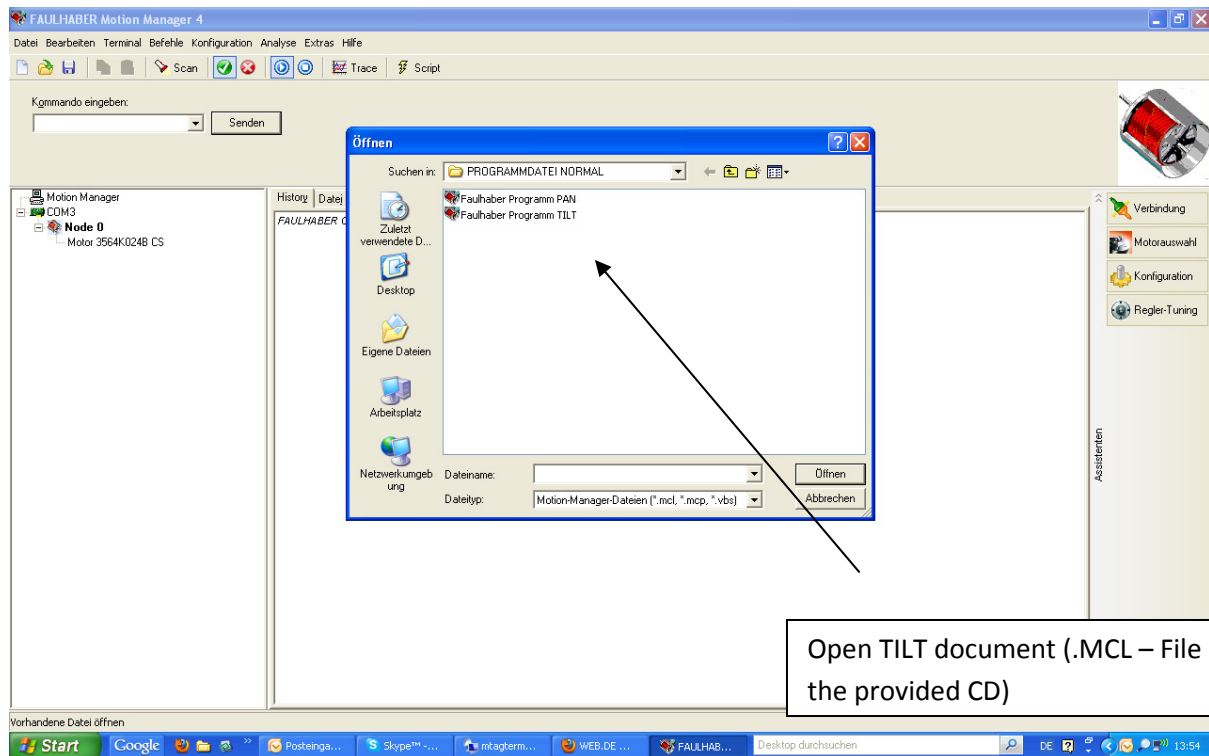 FAULHABER Motion Manager 4
Datei Bearbeiten Terminal Befehle Konfiguration Analyse Extras Hilfe
Scan Trace Script
Kommando eingeben:
Senden
Motion Manager
COM3
Node 0
Motor 3564K024B CS
History Datei
FAULHABER
Öffnen
Suchen in: PROGRAMMDATEI NORMAL
Zuletzt
verwendete D...
Desktop
Eigene Dateien
Arbeitsplatz
Netzwerkumgeb
ung
Faulhaber Programm PAN
Faulhaber Programm TILT
Dateiname:
Öffnen
Dateityp: Motion-Manager-Dateien (*.mcl, *.mcp, *.vbs)
Abbrechen
Verbindung
Motorauswahl
Konfiguration
Regler-Tuning
Assistenten
Open TILT document (.MCL – File
the provided CD)
Vorhandene Datei öffnen
Start Google Posteinga... Skype™ -... mtagterm... WEB.DE ... FAULHAB... Desktop durchsuchen DE 13:54